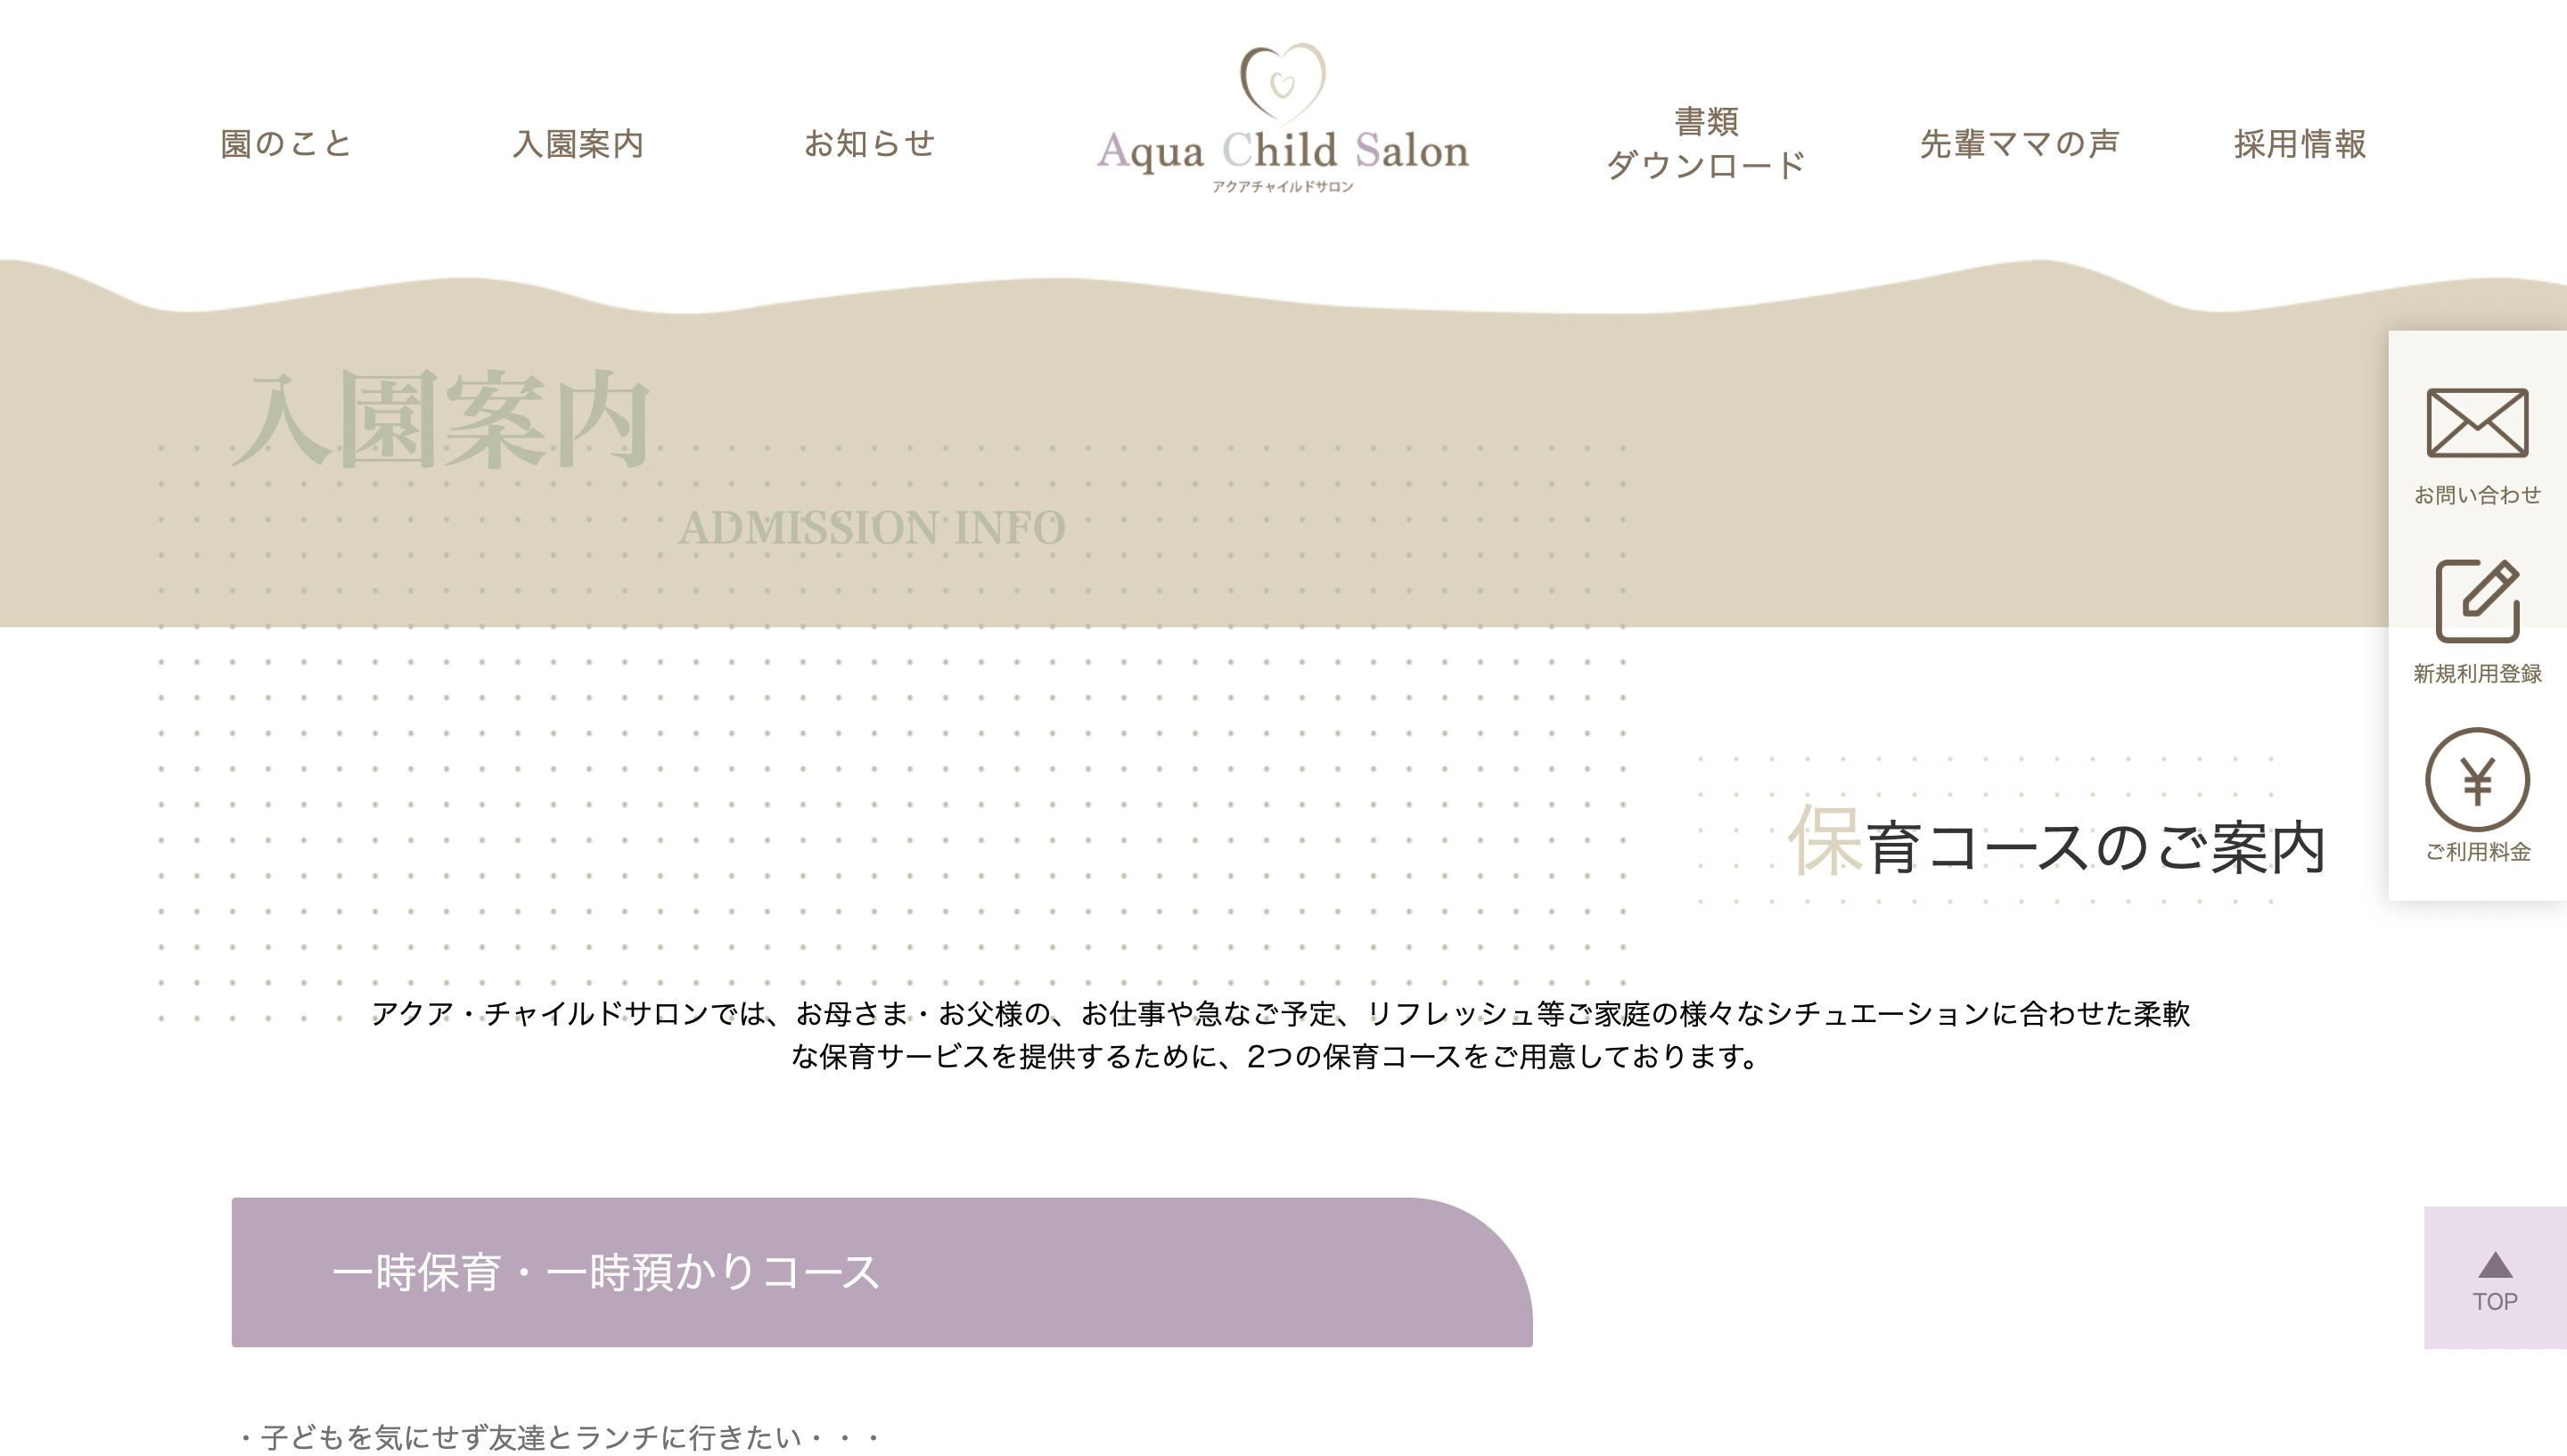 園のこと
入園案内
お知らせ
Aqua Child Salon
アクアチャイルドサロン
書類
ダウンロード
先輩ママの声
採用情報
入園案内
ADMISSION INFO
お問い合わせ
新規利用登録
¥
ご利用料金
保育コースのご案内
アクア・チャイルドサロンでは、お母さま・お父様の、お仕事や急なご予定、リフレッシュ等ご家庭の様々なシチュエーションに合わせた柔軟
な保育サービスを提供するために、2つの保育コースをご用意しております。
一時保育・一時預かりコース
TOP
・子どもを気にせず友達とランチに行きたい・・・